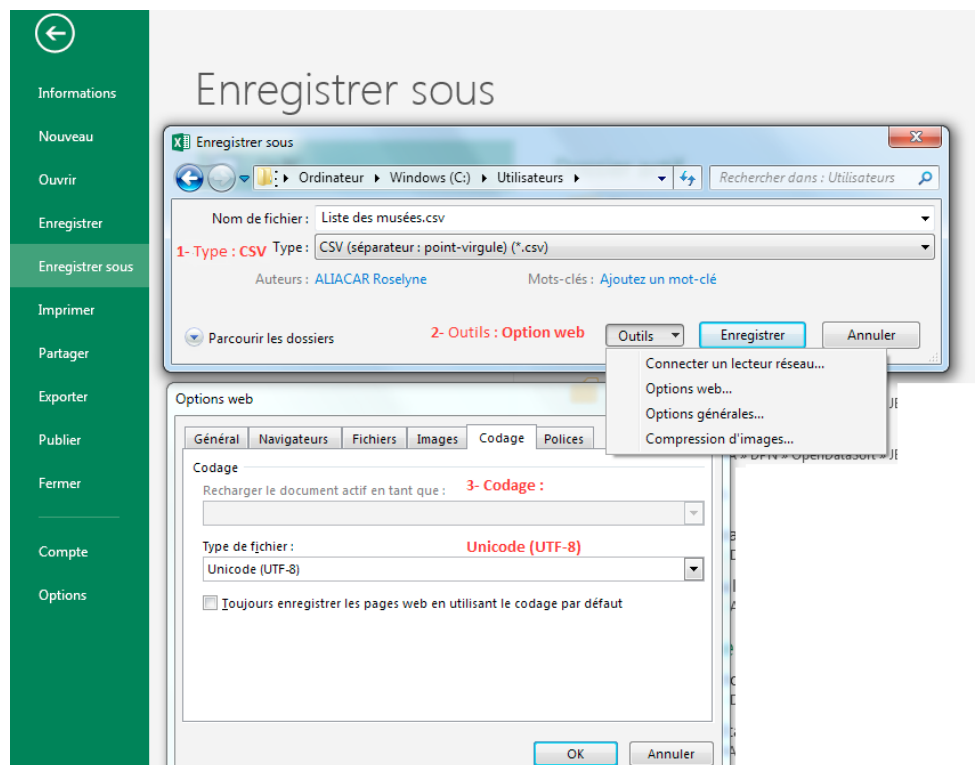 Informations
Nouveau
Ouvrir
Enregistrer
Enregistrer sous
Imprimer
Partager
Exporter
Publier
Fermer
Compte
Options
Enregistrer sous
Enregistrer sous
Ordinateur Windows (C:) Utilisateurs Rechercher dans : Utilisateurs
Nom de fichier : Liste des musées.csv
1- Type : CSV Type : CSV (séparateur : point-virgule) (*.csv)
Auteurs : ALIACAR Roselyne Mots-clés : Ajoutez un mot-clé
Parcourir les dossiers 2- Outils : Option web Outils Enregistrer Annuler
Connecter un lecteur réseau...
Options web...
Options générales...
Compression d'images...
» DPN » OpenDataSoft »
Options web
Général Navigateurs Fichiers Images Codage Polices
Codage
Recharger le document actif en tant que : 3- Codage :
Type de fichier : Unicode (UTF-8)
Unicode (UTF-8)
Toujours enregistrer les pages web en utilisant le codage par défaut
OK Annuler